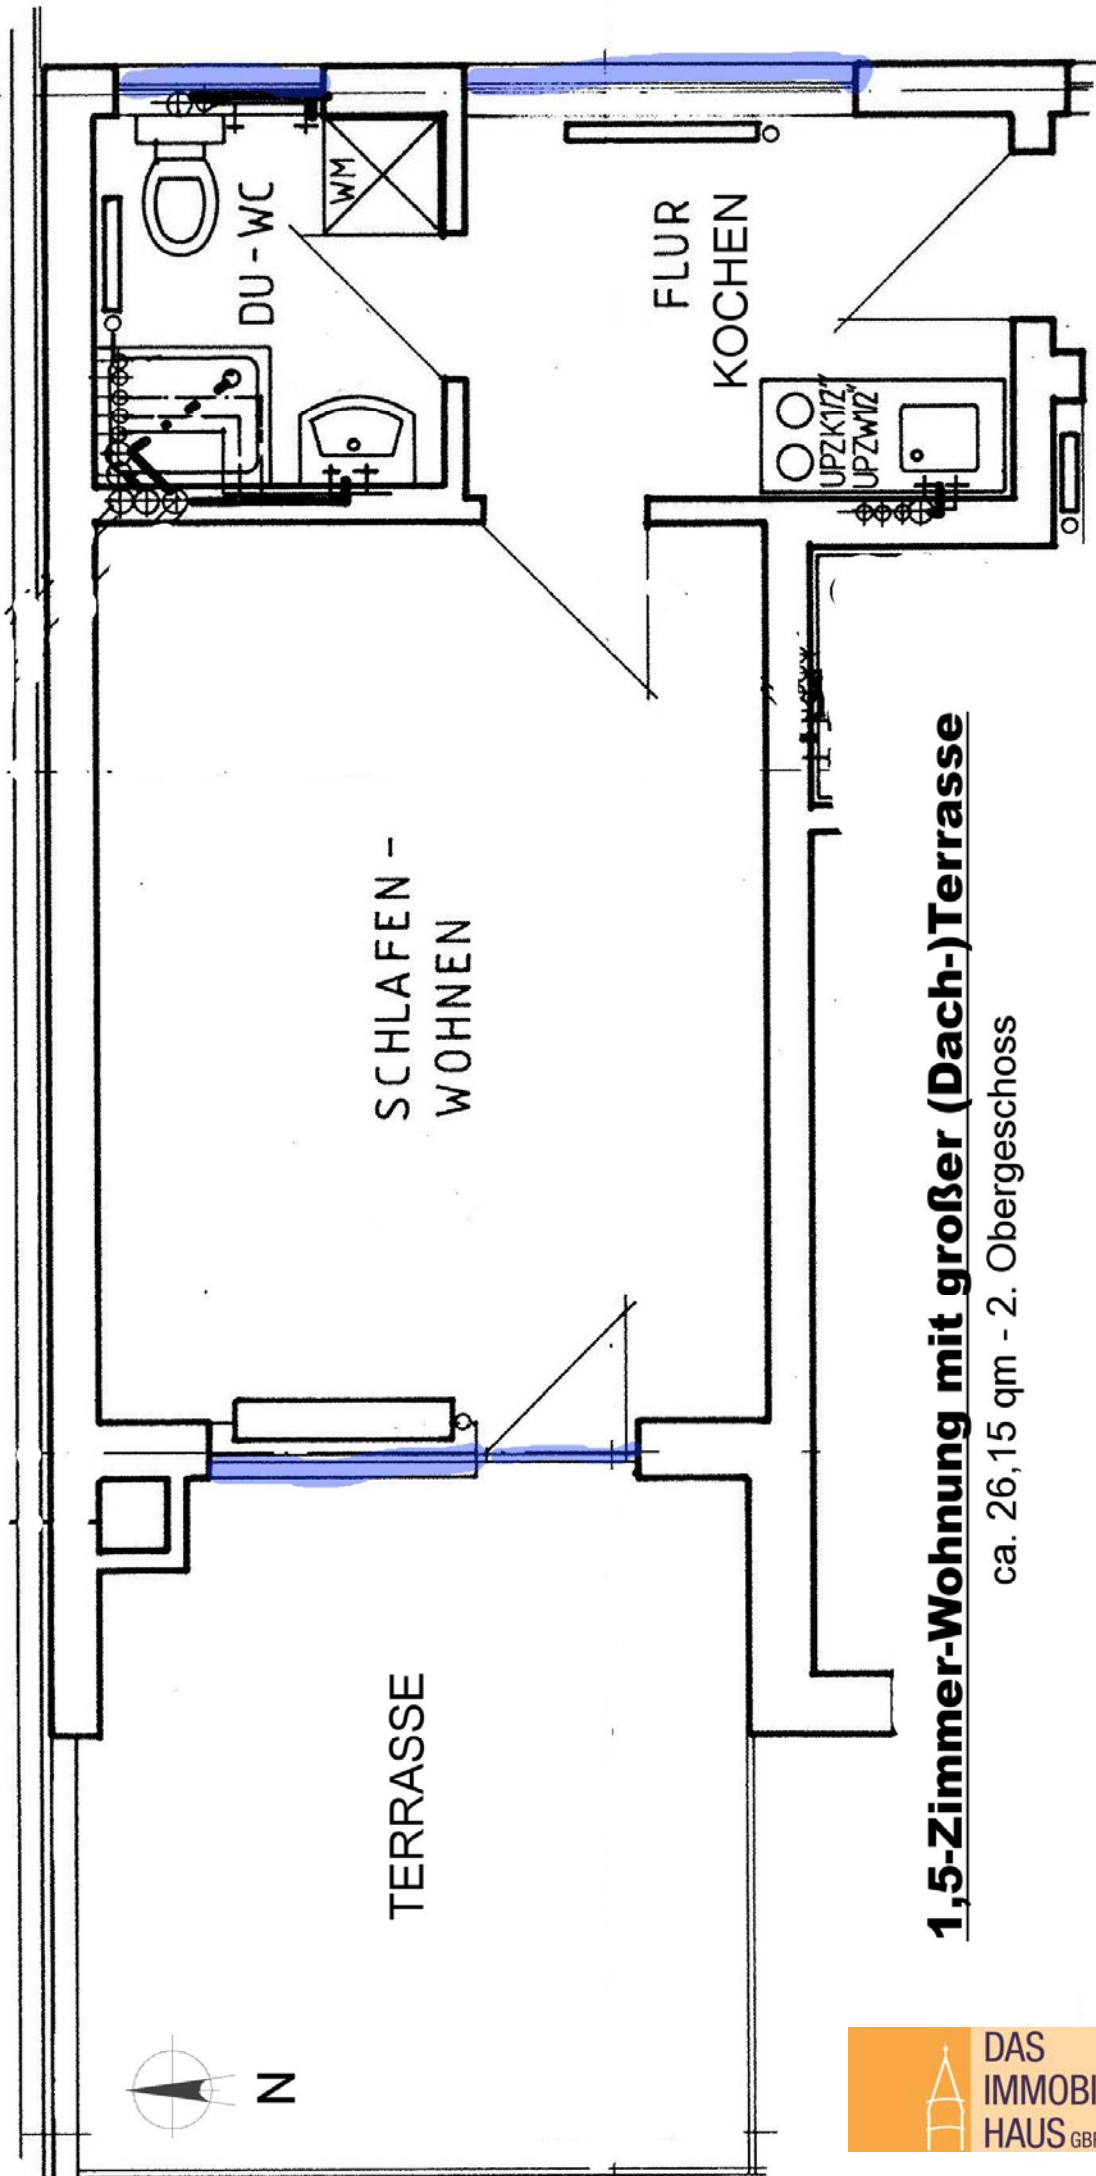 DU-WC
WM
FLUR
KOCHEN
UPZK1/2"
UPZW1/2"
SCHLAFEN -
WOHNEN
TERRASSE
N
1,5-Zimmer-Wohnung mit großer (Dach-)Terrasse
ca. 26,15 qm - 2. Obergeschoss
DAS
IMMOBI
HAUS GBR